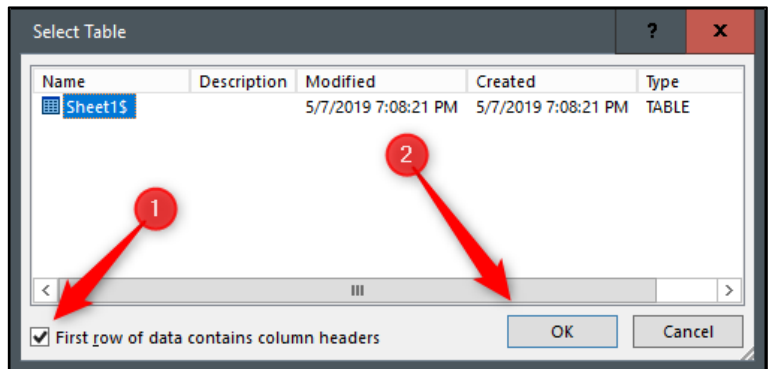 Select Table ? x
Name Description Modified Created Type
Sheet1$ 5/7/2019 7:08:21 PM 5/7/2019 7:08:21 PM TABLE
2
1
First row of data contains column headers OK Cancel